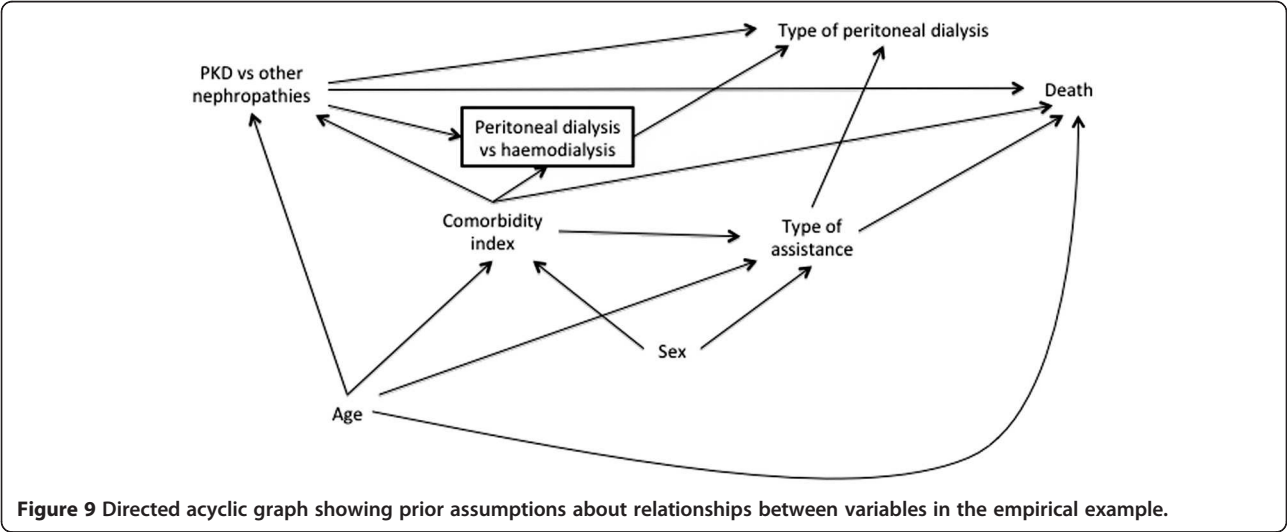 Type of peritoneal dialysis
PKD vs other
nephropathies
Death
Peritoneal dialysis
vs haemodialysis
Comorbidity
index
Type of
assistance
Sex
Age
Figure 9 Directed acyclic graph showing prior assumptions about relationships between variables in the empirical example.